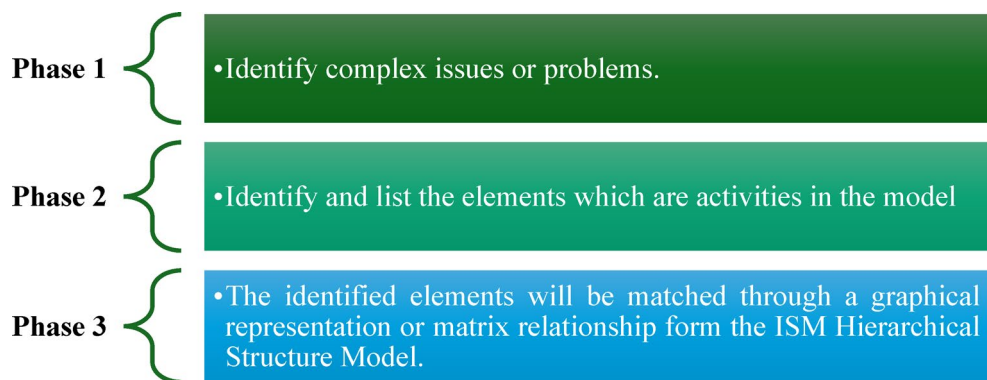 Phase 1
•Identify complex issues or problems.
Phase 2
•Identify and list the elements which are activities in the model
Phase 3
•The identified elements will be matched through a graphical
representation or matrix relationship form the ISM Hierarchical
Structure Model.